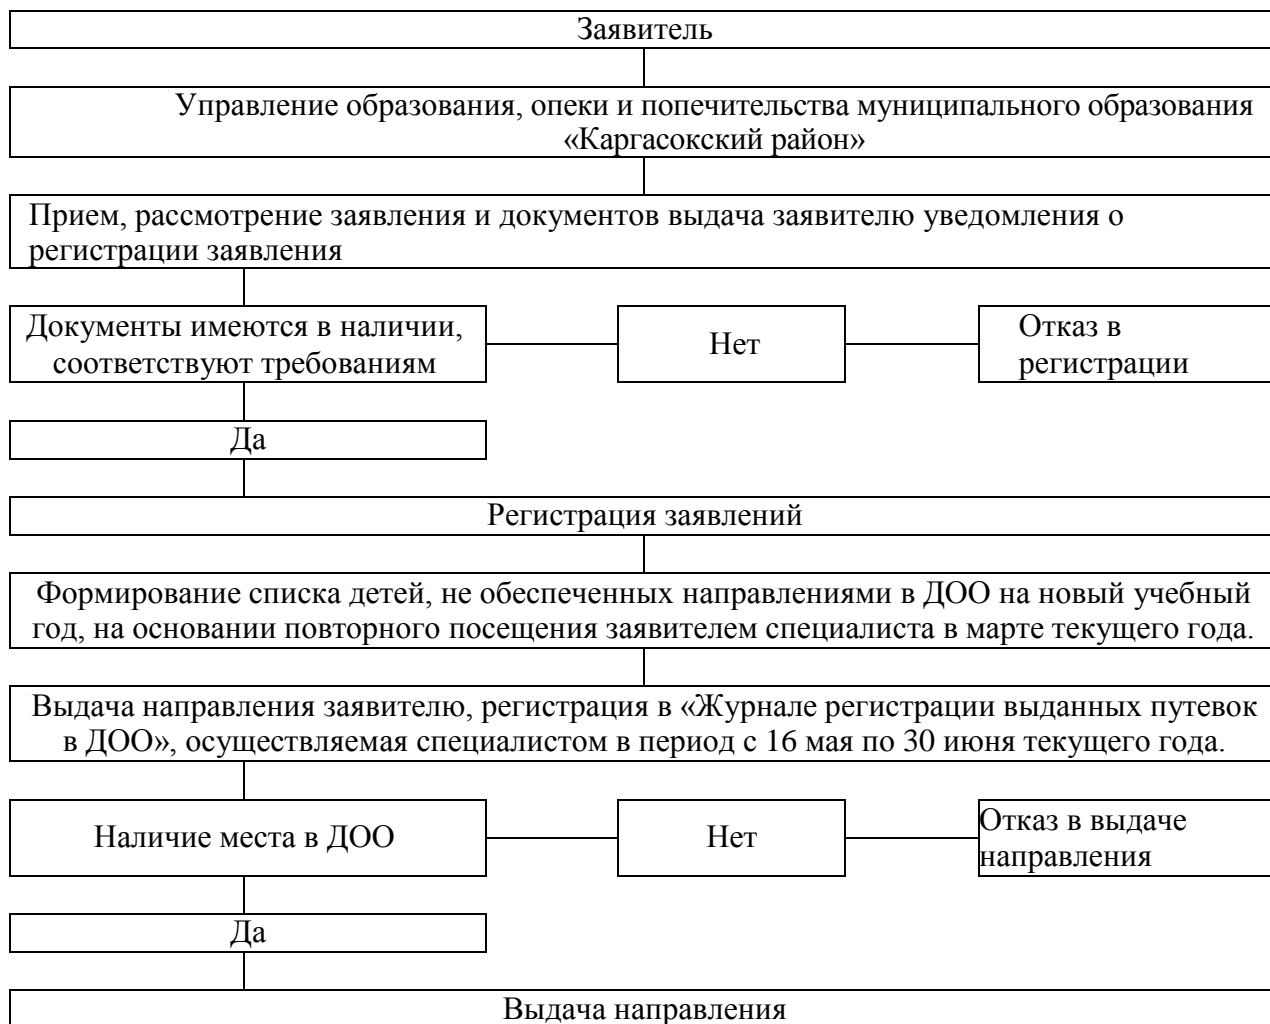 Заявитель
Управление образования, опеки и попечительства муниципального образования
«Каргасокский район»
Прием, рассмотрение заявления и документов выдача заявителю уведомления о
регистрации заявления
Документы имеются в наличии,
соответствуют требованиям
Нет
Отказ в
регистрации
Да
Регистрация заявлений
Формирование списка детей, не обеспеченных направлениями в ДОО на новый учебный
год, на основании повторного посещения заявителем специалиста в марте текущего года.
Выдача направления заявителю, регистрация в «Журнале регистрации выданных путевок
в ДОО», осуществляемая специалистом в период с 16 мая по 30 июня текущего года.
Наличие места в ДОО
Нет
Отказ в выдаче
направления
Да
Выдача направления